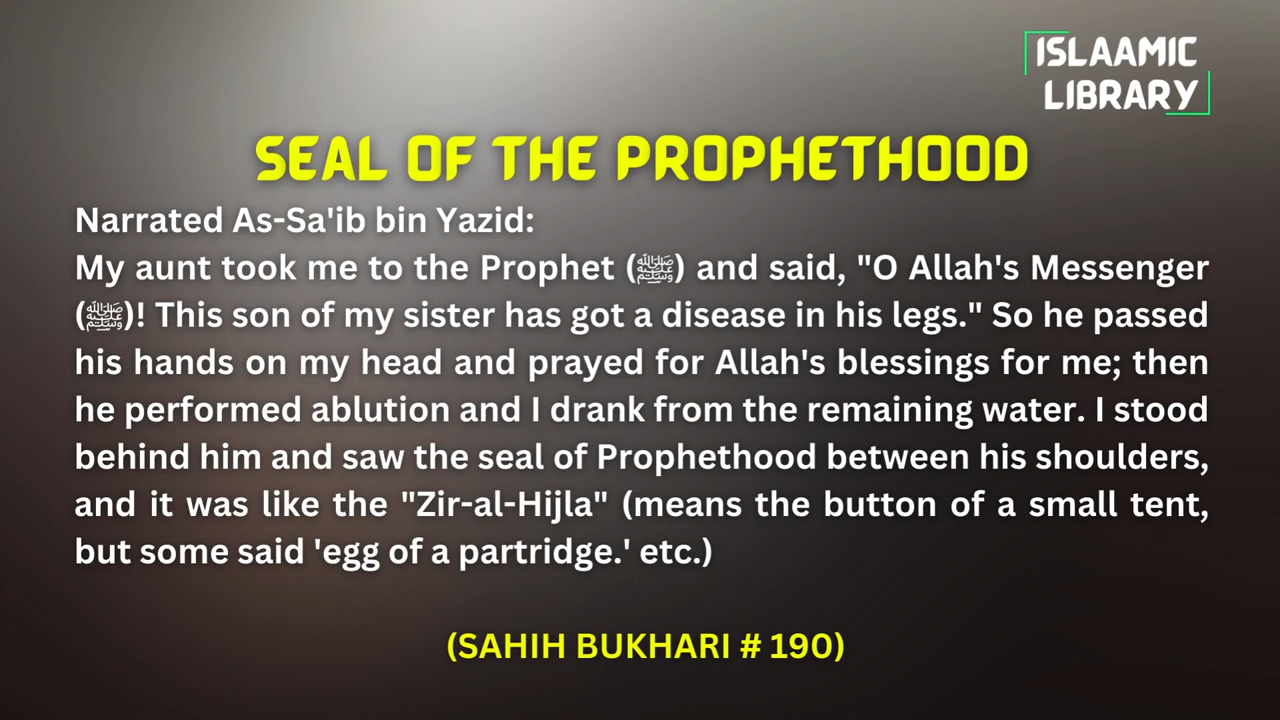 ISLAAMIC
LIBRARY
SEAL OF THE PROPHETHOOD
Narrated As-Sa'ib bin Yazid:
My aunt took me to the Prophet (ﷺ) and said, "O Allah's Messenger
(ﷺ)! This son of my sister has got a disease in his legs." So he passed
his hands on my head and prayed for Allah's blessings for me; then
he performed ablution and I drank from the remaining water. I stood
behind him and saw the seal of Prophethood between his shoulders,
and it was like the "Zir-al-Hijla" (means the button of a small tent,
but some said 'egg of a partridge.' etc.)
(SAHIH BUKHARI # 190)